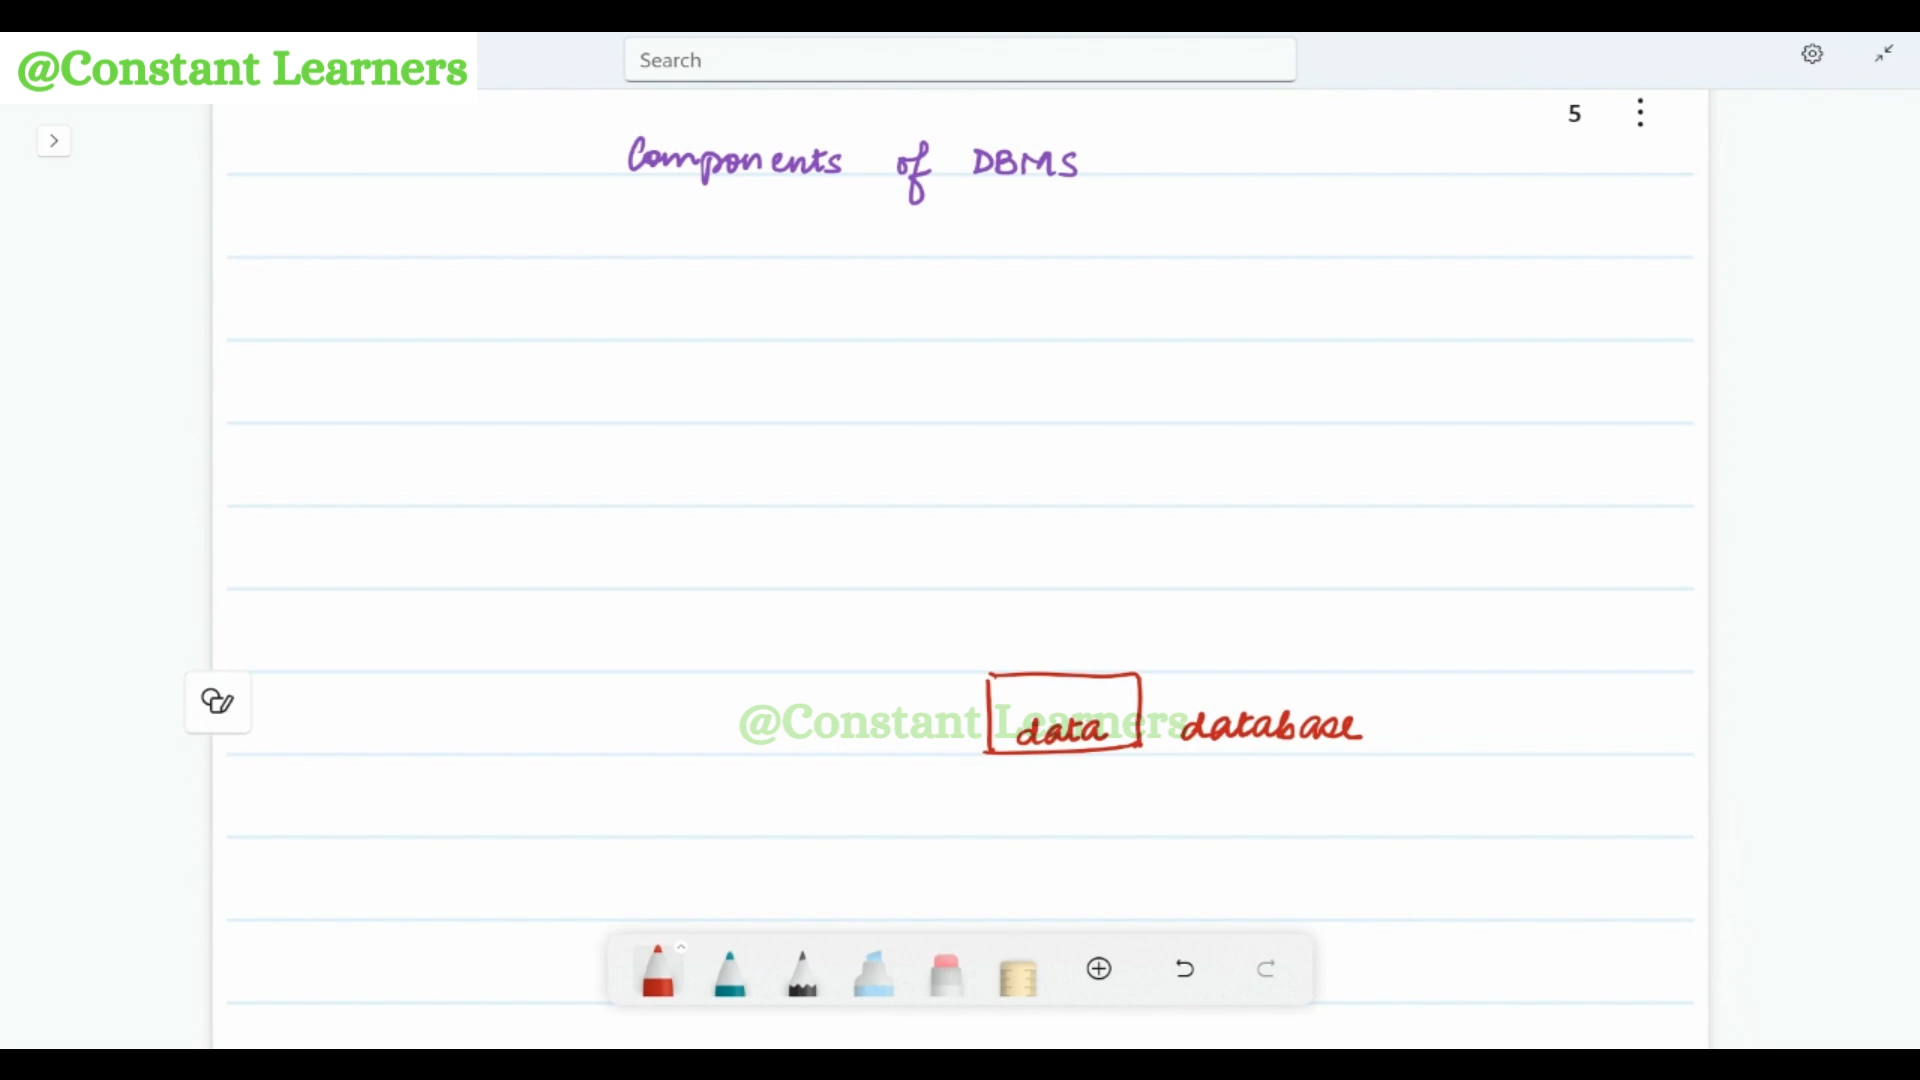 @Constant Learners
Search
5
Components of DBMS
@Constant Learners
data database